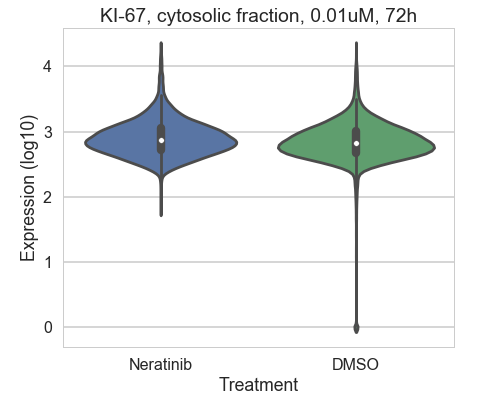 KI-67, cytosolic fraction, 0.01uM, 72h
Expression (log10)
4
3
2
1
0
Neratinib DMSO
Treatment